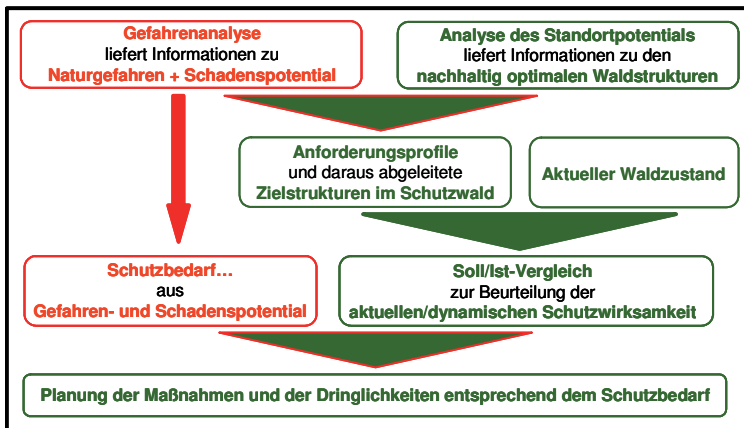 Gefahrenanalyse
liefert Informationen zu
Naturgefahren + Schadenspotential
Analyse des Standortpotentials
liefert Informationen zu den
nachhaltig optimalen Waldstrukturen
Anforderungsprofile
und daraus abgeleitete
Zielstrukturen im Schutzwald
Aktueller Waldzustand
Schutzbedarf...
aus
Gefahren- und Schadenspotential
Soll/Ist-Vergleich
zur Beurteilung der
aktuellen/dynamischen Schutzwirksamkeit
Planung der Maßnahmen und der Dringlichkeiten entsprechend dem Schutzbedarf